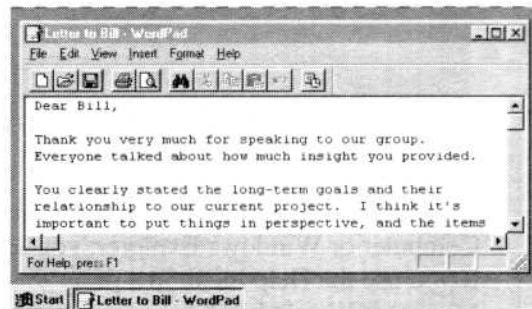 Letter to Bill - WordPad
File Edit View Insert Format Help
Dear Bill,
Thank you very much for speaking to our group.
Everyone talked about how much insight you provided.
You clearly stated the long-term goals and their
relationship to our current project. I think it's
important to put things in perspective, and the items
For Help, press F1
Start Letter to Bill - WordPad